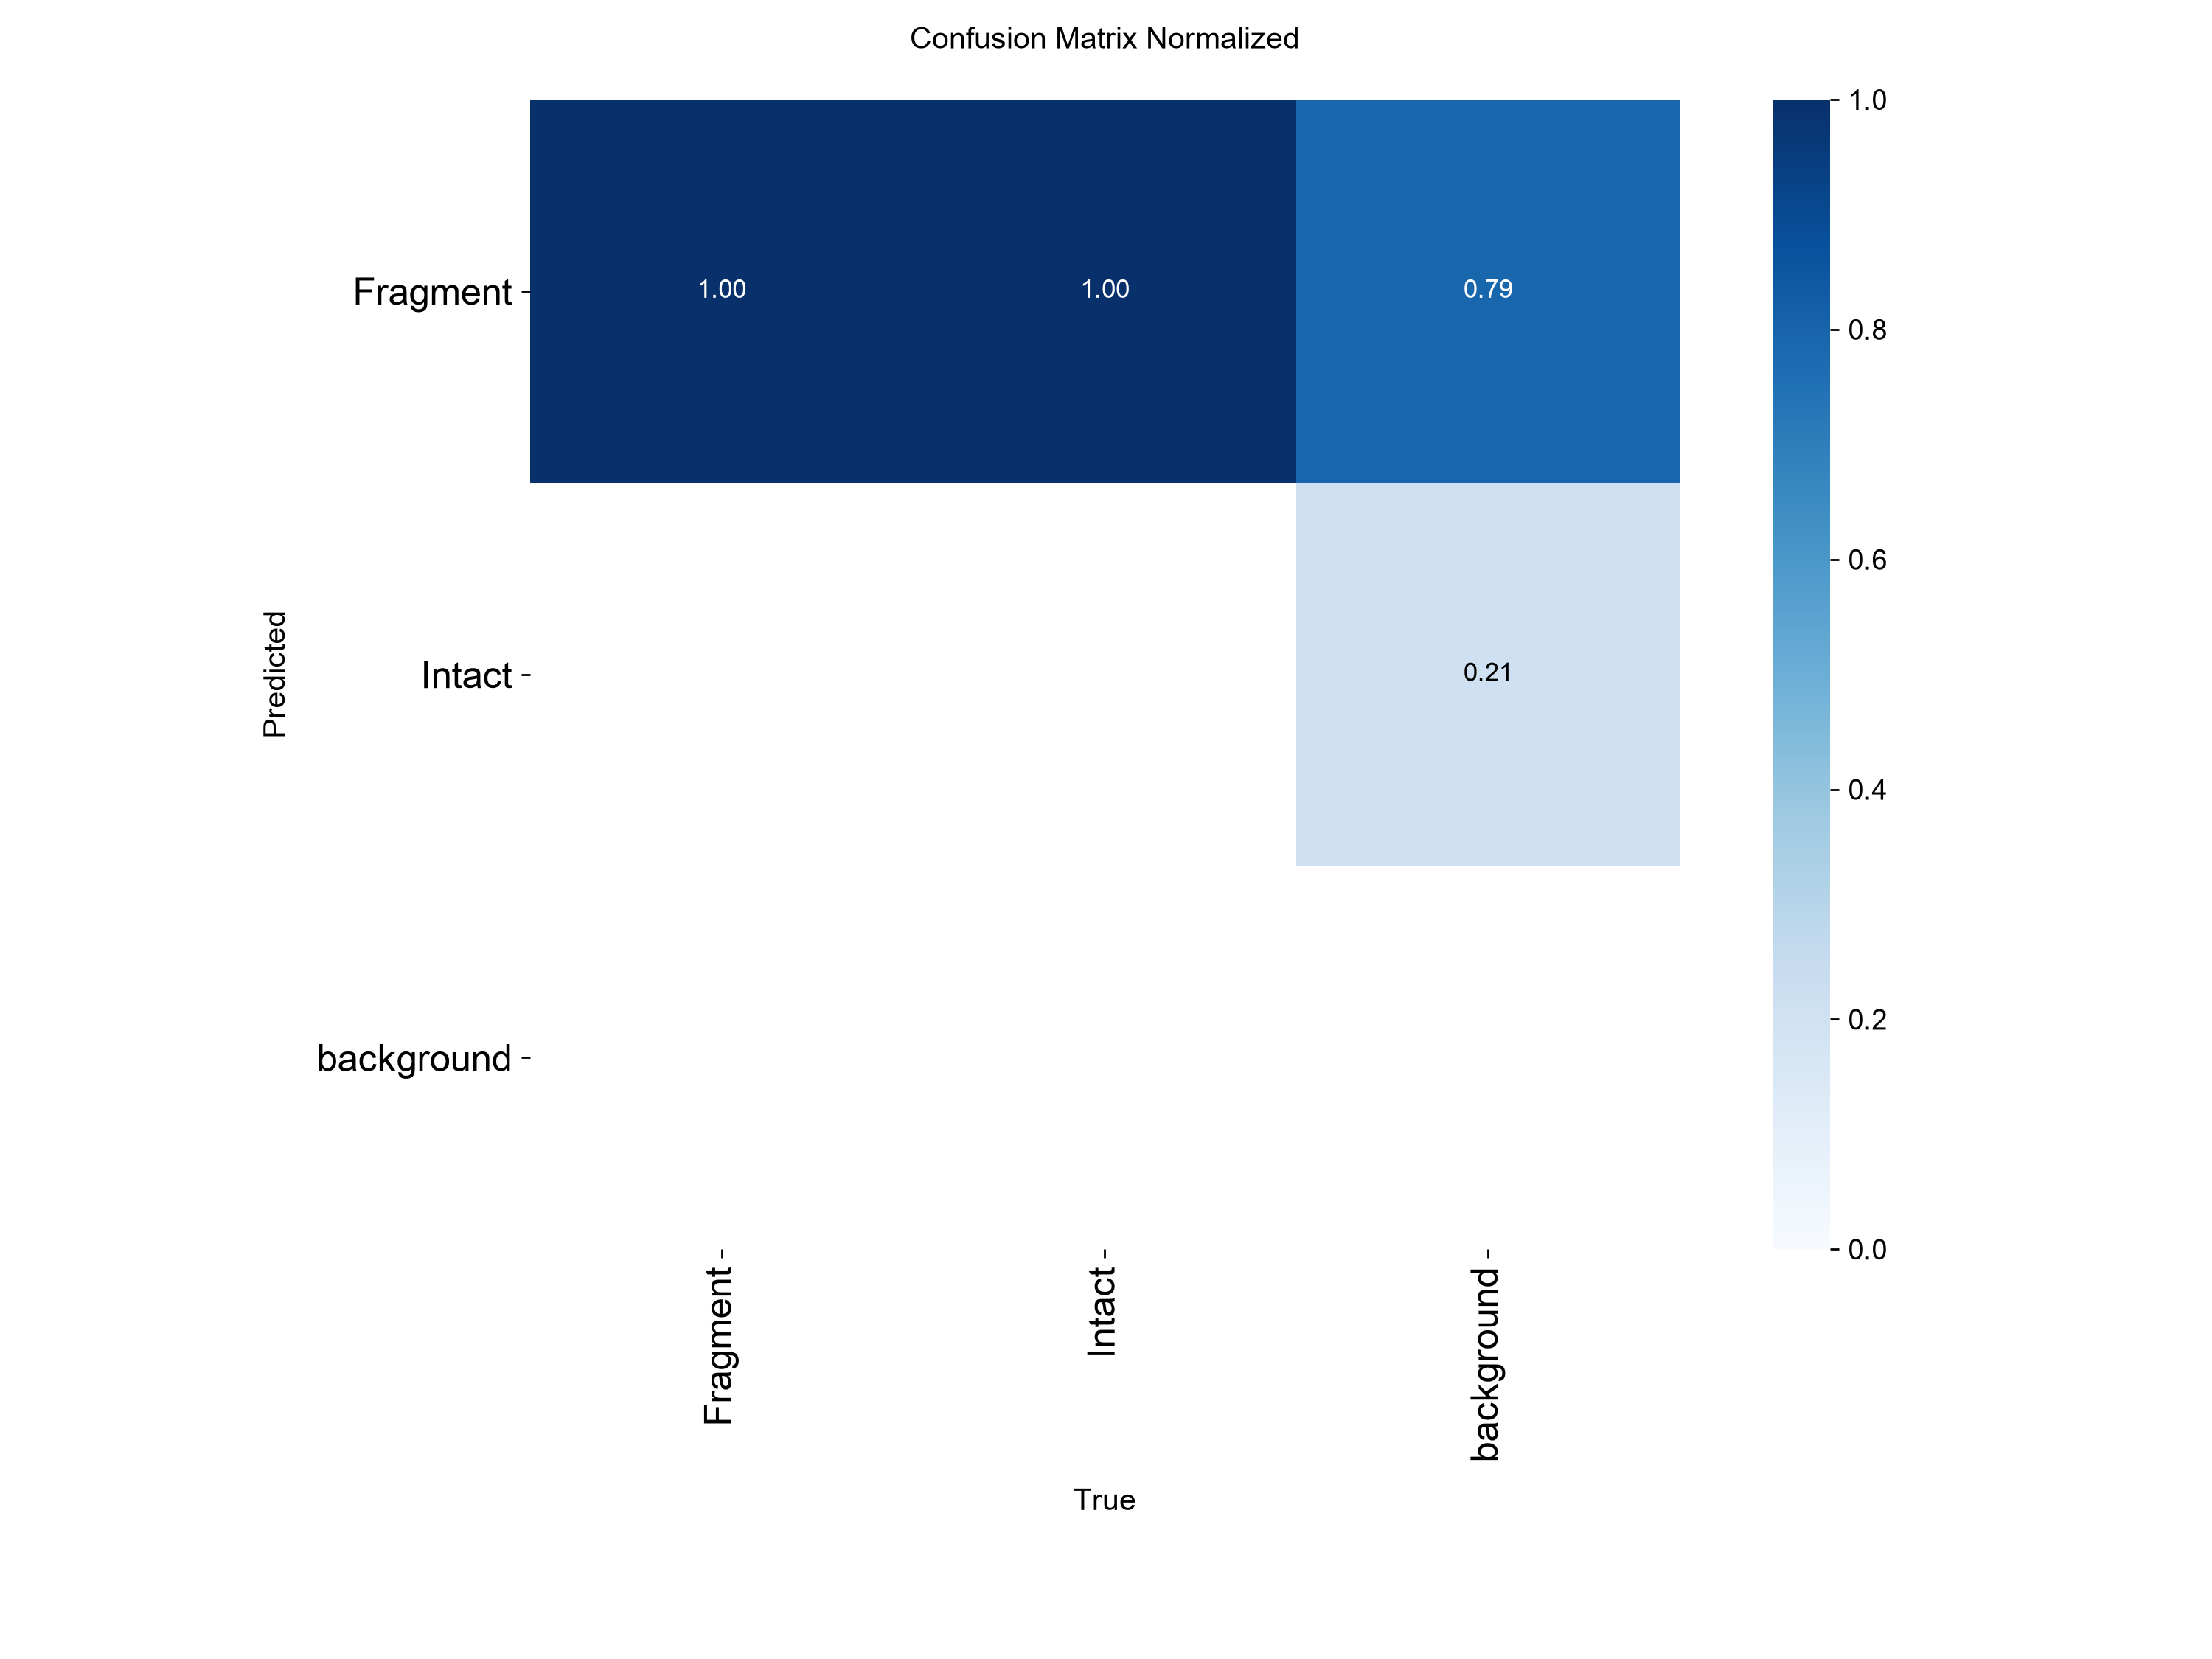 Confusion Matrix Normalized
1.0
Fragment
1.00
1.00
0.79
0.8
Predicted
Intact
0.21
0.6
0.4
background
0.2
0.0
Fragment
Intact
background
True